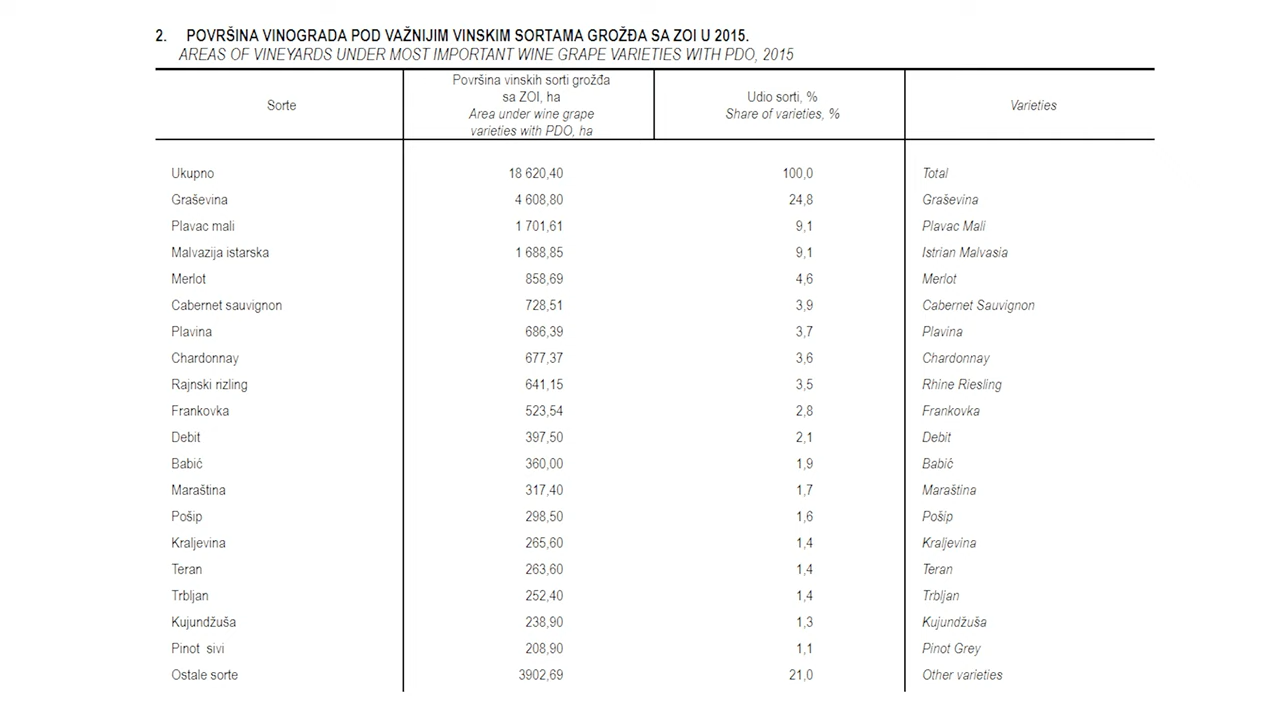 2. POVRŠINA VINOGRADA POD VAŽNIJIM VINSKIM SORTAMA GROŽĐA SA ZOI U 2015.
AREAS OF VINEYARDS UNDER MOST IMPORTANT WINE GRAPE VARIETIES WITH PDO, 2015
Sorte
Površina vinskih sorti grožđa
sa ZOI, ha
Area under wine grape
varieties with PDO, ha
Udio sorti, %
Share of varieties, %
Varieties
Ukupno 18 620,40 100,0 Total
Graševina 4 608,80 24,8 Graševina
Plavac mali 1 701,61 9,1 Plavac Mali
Malvazija istarska 1 688,85 9,1 Istrian Malvasia
Merlot 858,69 4,6 Merlot
Cabernet sauvignon 728,51 3,9 Cabernet Sauvignon
Plavina 686,39 3,7 Plavina
Chardonnay 677,37 3,6 Chardonnay
Rajnski rizling 641,15 3,5 Rhine Riesling
Frankovka 523,54 2,8 Frankovka
Debit 397,50 2,1 Debit
Babić 360,00 1,9 Babić
Maraština 317,40 1,7 Maraština
Pošip 298,50 1,6 Pošip
Kraljevina 265,60 1,4 Kraljevina
Teran 263,60 1,4 Teran
Trbljan 252,40 1,4 Trbljan
Kujundžuša 238,90 1,3 Kujundžuša
Pinot sivi 208,90 1,1 Pinot Grey
Ostale sorte 3902,69 21,0 Other varieties